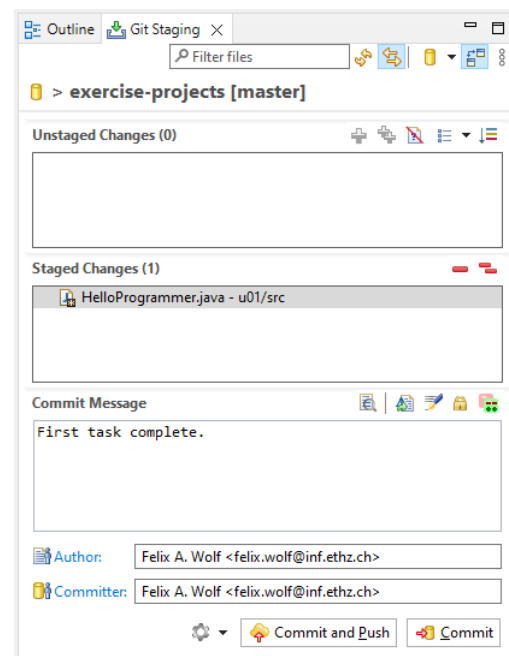 Outline Git Staging
Filter files
> exercise-projects [master]
Unstaged Changes (0)
Staged Changes (1)
HelloProgrammer.java - u01/src
Commit Message
First task complete.
Author: Felix A. Wolf <felix.wolf@inf.ethz.ch>
Committer: Felix A. Wolf <felix.wolf@inf.ethz.ch>
Commit and Push Commit